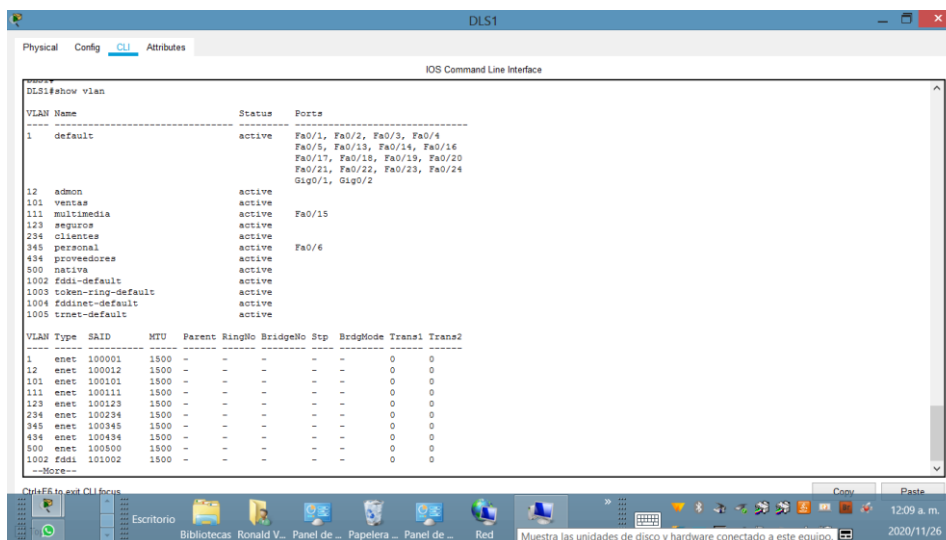 DLS1
Physical Config CLI Attributes
IOS Command Line Interface
DLS1#show vlan
VLAN Name Status Ports
---- -------------------------------- --------- -------------------------------
1 default active Fa0/1, Fa0/2, Fa0/3, Fa0/4
Fa0/5, Fa0/13, Fa0/14, Fa0/16
Fa0/17, Fa0/18, Fa0/19, Fa0/20
Fa0/21, Fa0/22, Fa0/23, Fa0/24
Gig0/1, Gig0/2
12 admon active
101 ventas active
111 multimedia active Fa0/15
123 seguros active
234 clientes active
345 personal active Fa0/6
434 proveedores active
500 nativa active
1002 fddi-default active
1003 token-ring-default active
1004 fddinet-default active
1005 trnet-default active
VLAN Type SAID MTU Parent RingNo BridgeNo Stp BrdgMode Trans1 Trans2
---- ----- ---------- ----- ------ ------ -------- ---- -------- ------ ------
1 enet 100001 1500 - - - - - 0 0
12 enet 100012 1500 - - - - - 0 0
101 enet 100101 1500 - - - - - 0 0
111 enet 100111 1500 - - - - - 0 0
123 enet 100123 1500 - - - - - 0 0
234 enet 100234 1500 - - - - - 0 0
345 enet 100345 1500 - - - - - 0 0
434 enet 100434 1500 - - - - - 0 0
500 enet 100500 1500 - - - - - 0 0
1002 fddi 101002 1500 - - - - - 0 0
--More--
Ctrl+F6 to exit CLI focus
Copy Paste
Escritorio
Bibliotecas Ronald V... Panel de ... Papelera ... Panel de ... Red
Muestra las unidades de disco y hardware conectado a este equipo.
12:09 a. m.
2020/11/26